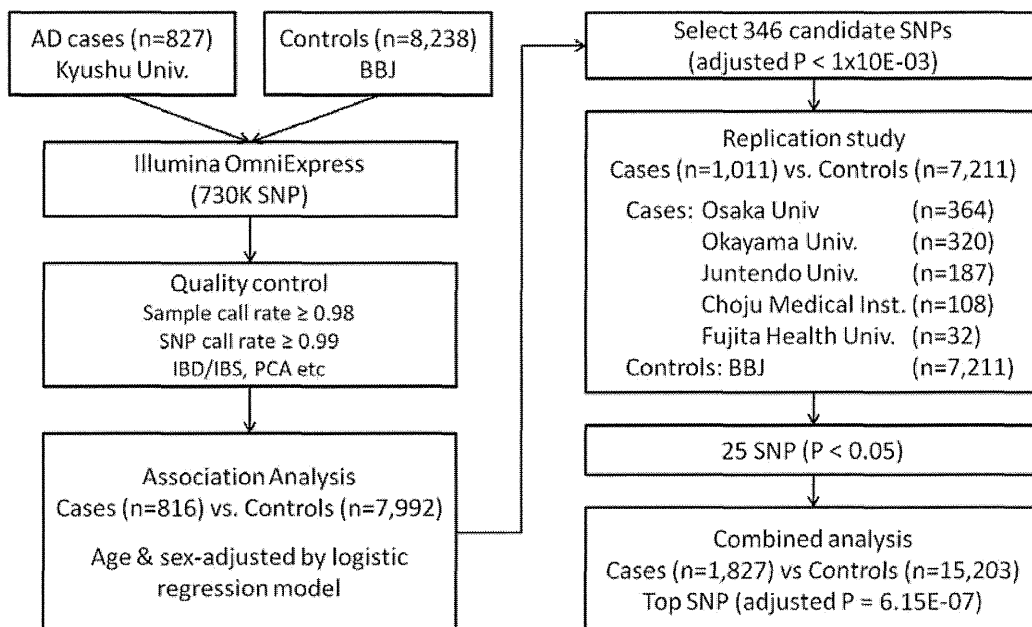 AD cases (n=827)
Kyushu Univ.
Controls (n=8,238)
BBJ
Illumina OmniExpress
(730K SNP)
Quality control
Sample call rate ≥ 0.98
SNP call rate ≥ 0.99
IBD/IBS, PCA etc
Association Analysis
Cases (n=816) vs. Controls (n=7,992)
Age & sex-adjusted by logistic
regression model
Select 346 candidate SNPs
(adjusted P < 1x10E-03)
Replication study
Cases (n=1,011) vs. Controls (n=7,211)
Cases: Osaka Univ (n=364)
Okayama Univ. (n=320)
Juntendo Univ. (n=187)
Choju Medical Inst. (n=108)
Fujita Health Univ. (n=32)
Controls: BBJ (n=7,211)
25 SNP (P < 0.05)
Combined analysis
Cases (n=1,827) vs Controls (n=15,203)
Top SNP (adjusted P = 6.15E-07)